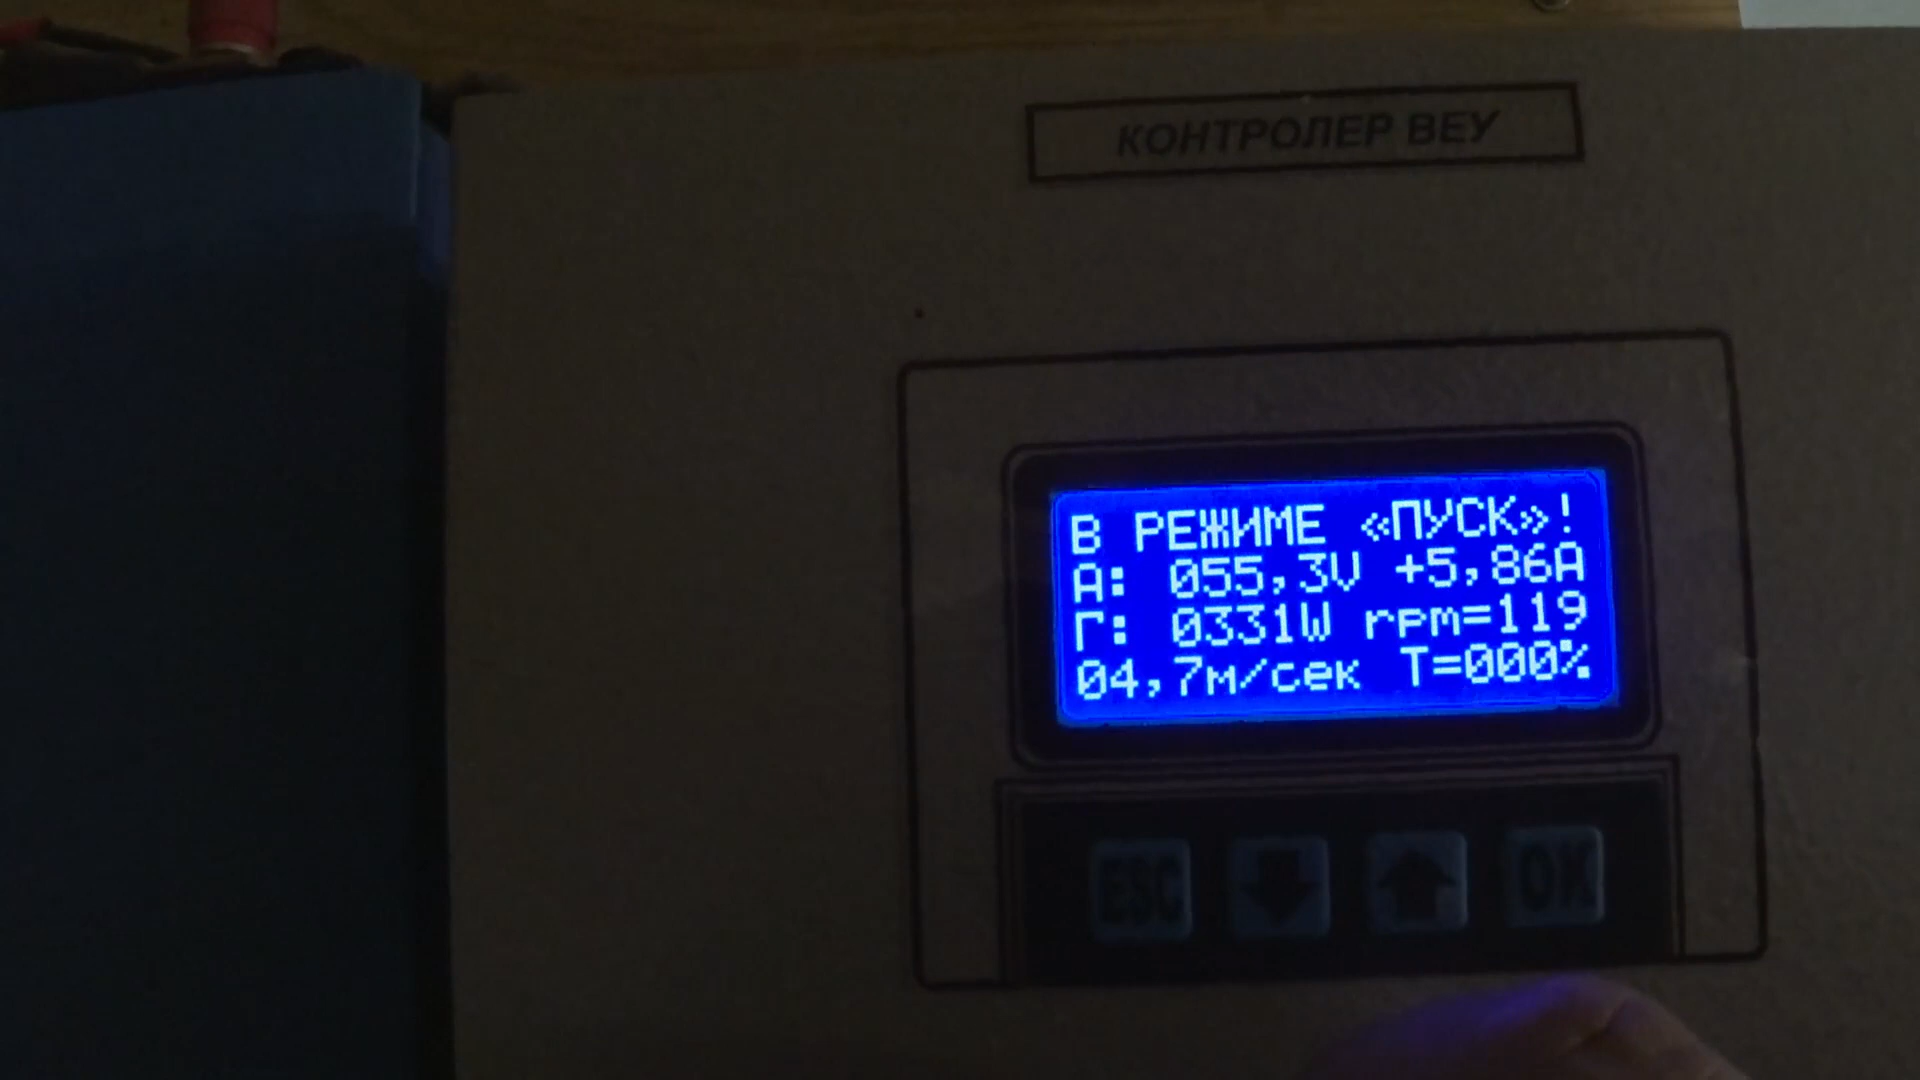 КОНТРОЛЕР ВЕУ
В РЕЖИМЕ «ПУСК»!
А: 055,3V +5,86A
Г: 0331W rpm=119
04,7м/сек T=000%
ESC OK